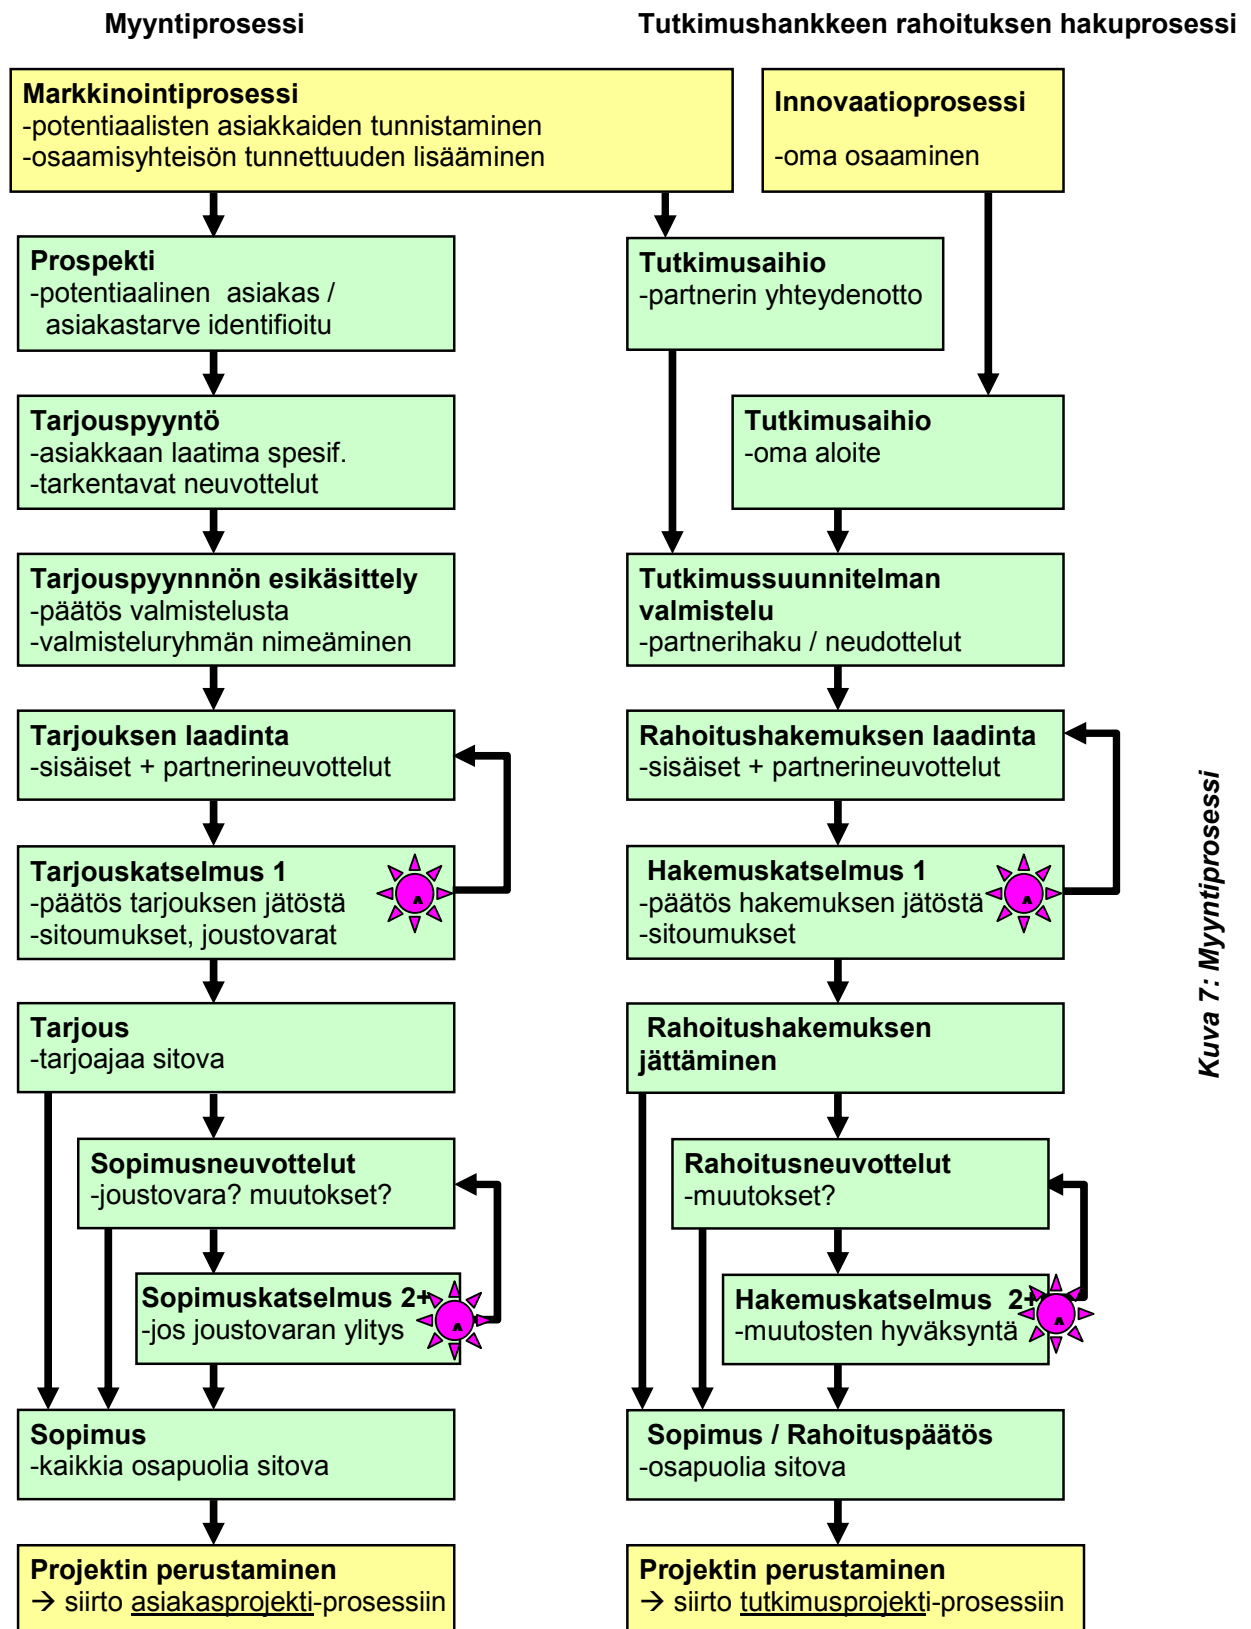 Myyntiprosessi
Tutkimushankkeen rahoituksen hakuprosessi
Markkinointiprosessi
-potentiaalisten asiakkaiden tunnistaminen
-osaamisyhteisön tunnettuuden lisääminen
Innovaatioprosessi
-oma osaaminen
Prospekti
-potentiaalinen asiakas /
asiakastarve identifioitu
Tutkimusaihio
-partnerin yhteydenotto
Tarjouspyyntö
-asiakkaan laatima spesif.
-tarkentavat neuvottelut
Tutkimusaihio
-oma aloite
Tarjouspyynnnön esikäsittely
-päätös valmistelusta
-valmisteluryhmän nimeäminen
Tutkimussuunnitelman
valmistelu
-partnerihaku / neudottelut
Tarjouksen laadinta
-sisäiset + partnerineuvottelut
Rahoitushakemuksen laadinta
-sisäiset + partnerineuvottelut
Tarjouskatselmus 1
-päätös tarjouksen jätöstä
-sitoumukset, joustovarat
Hakemuskatselmus 1
-päätös hakemuksen jätöstä
-sitoumukset
Tarjous
-tarjoajaa sitova
Rahoitushakemuksen
jättäminen
Sopimusneuvottelut
-joustovara? muutokset?
Rahoitusneuvottelut
-muutokset?
Sopimuskatselmus 2+
-jos joustovaran ylitys
Hakemuskatselmus 2+
-muutosten hyväksyntä
Sopimus
-kaikkia osapuolia sitova
Sopimus / Rahoituspäätös
-osapuolia sitova
Projektin perustaminen
→ siirto asiakasprojekti-prosessiin
Projektin perustaminen
→ siirto tutkimusprojekti-prosessiin
Kuva 7: Myyntiprosessi